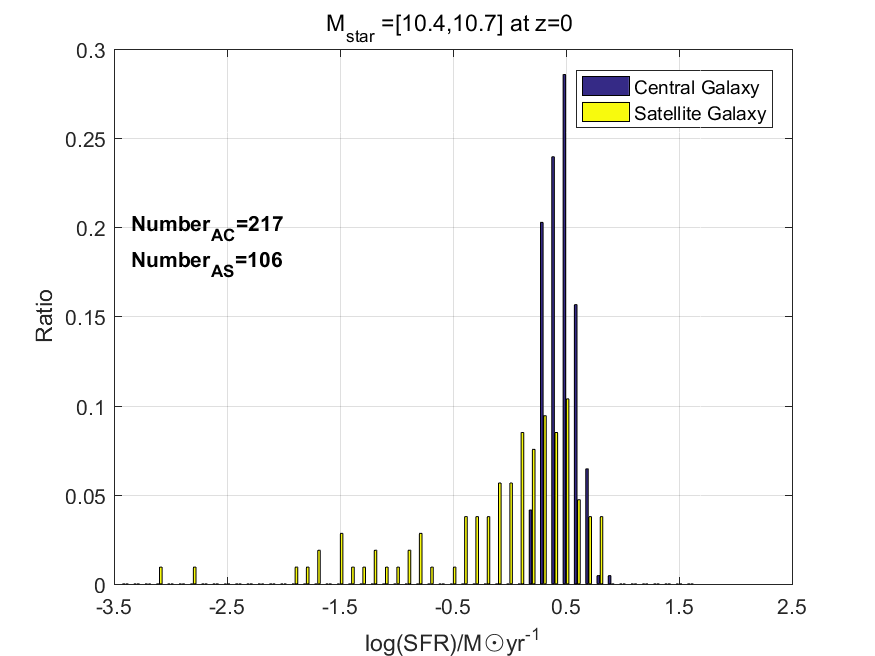 M_star =[10.4,10.7] at z=0
0.3
0.25
0.2
0.15
0.1
0.05
0
Ratio
Central Galaxy
Satellite Galaxy
Number_AC=217
Number_AS=106
-3.5 -2.5 -1.5 -0.5 0.5 1.5 2.5
log(SFR)/M☉yr^-1